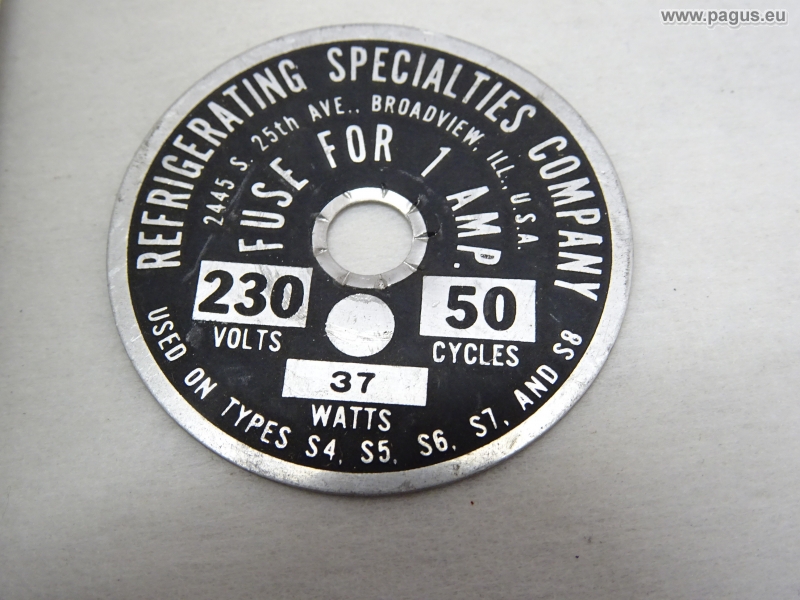 www.pagus.eu
REFRIGERATING SPECIALTIES COMPANY
2445 S. 25th AVE., BROADVIEW, ILL., U.S.A.
FUSE FOR 1 AMP.
230
VOLTS
50
CYCLES
37
WATTS
USED ON TYPES S4, S5, S6, S7, AND S8